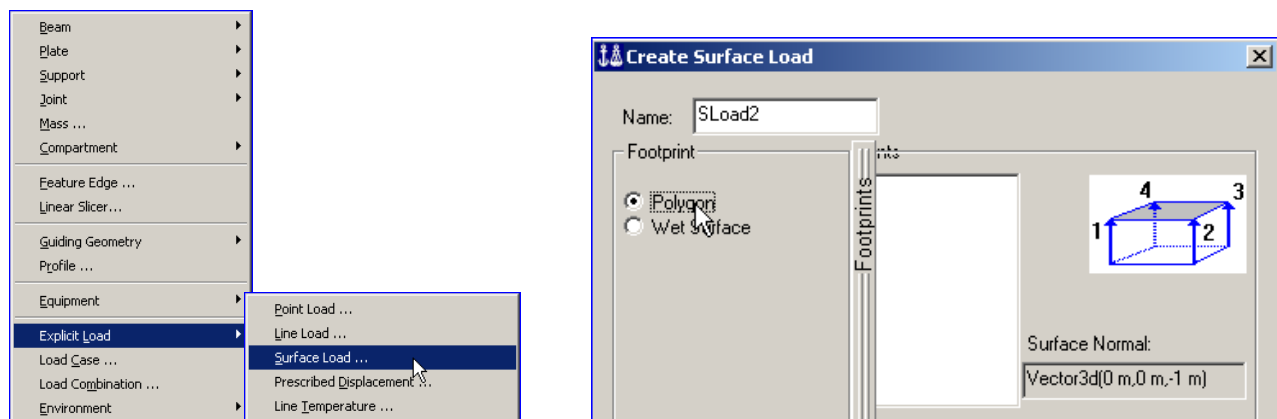 Beam
Plate
Support
Joint
Mass ...
Compartment
Feature Edge ...
Linear Slicer...
Guiding Geometry
Profile ...
Equipment
Explicit Load
Load Case ...
Load Combination ...
Environment
Point Load ...
Line Load ...
Surface Load ...
Prescribed Displacement ...
Line Temperature ...
Create Surface Load
Name: SLoad2
Footprint
Polygon
Wet Surface
Footprints
4 3
1 2
Surface Normal:
Vector3d(0 m,0 m,-1 m)